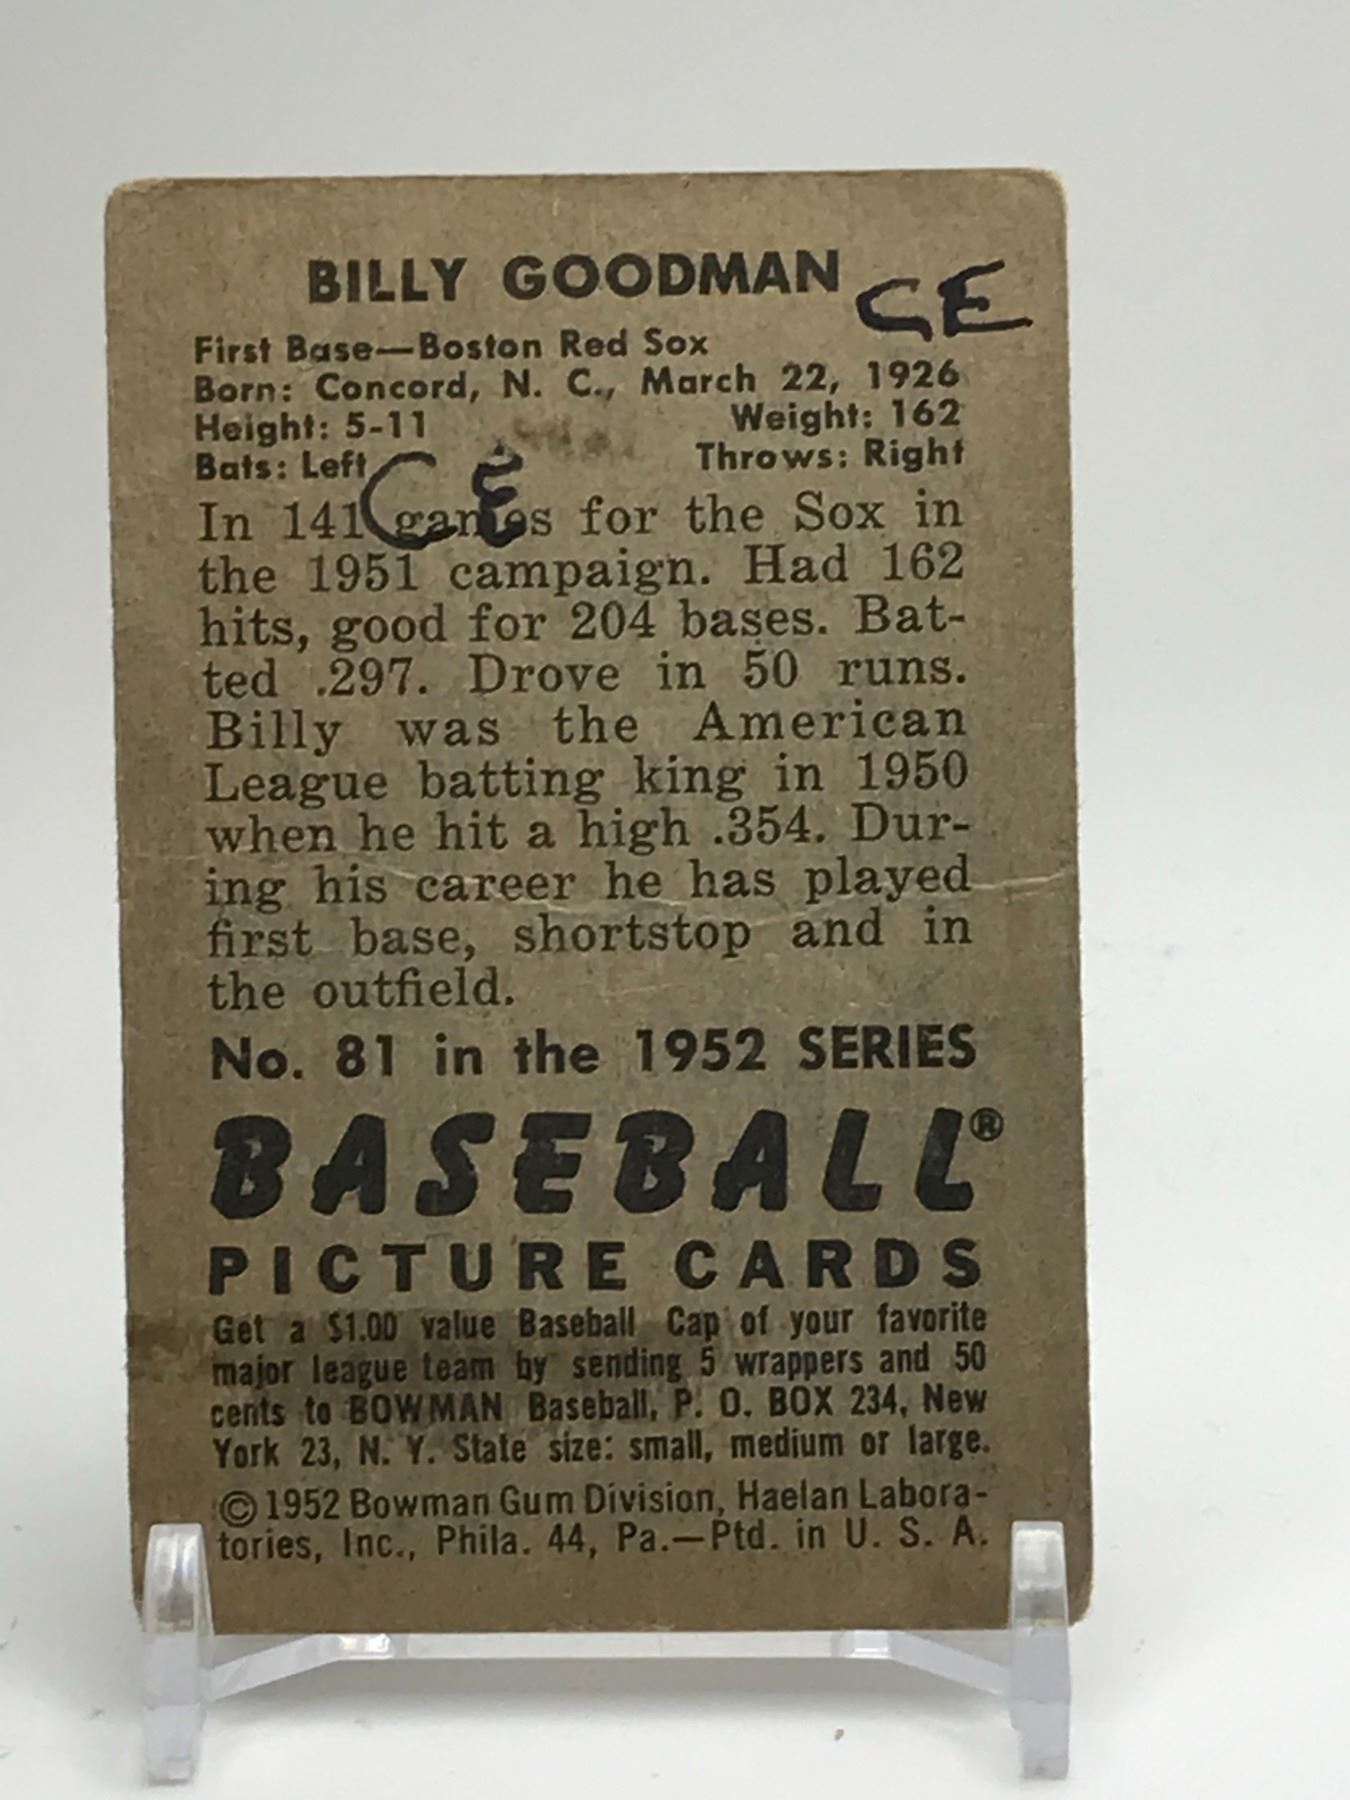 BILLY GOODMAN CE
First Base—Boston Red Sox
Born: Concord, N. C., March 22, 1926
Height: 5-11 Weight: 162
Bats: Left Throws: Right
CE
In 141 games for the Sox in
the 1951 campaign. Had 162
hits, good for 204 bases. Bat-
ted .297. Drove in 50 runs.
Billy was the American
League batting king in 1950
when he hit a high .354. Dur-
ing his career he has played
first base, shortstop and in
the outfield.
No. 81 in the 1952 SERIES
BASEBALL®
PICTURE CARDS
Get a $1.00 value Baseball Cap of your favorite
major league team by sending 5 wrappers and 50
cents to BOWMAN Baseball, P. O. BOX 234, New
York 23, N. Y. State size: small, medium or large.
© 1952 Bowman Gum Division, Haelan Labora-
tories, Inc., Phila. 44, Pa.—Ptd. in U. S. A.